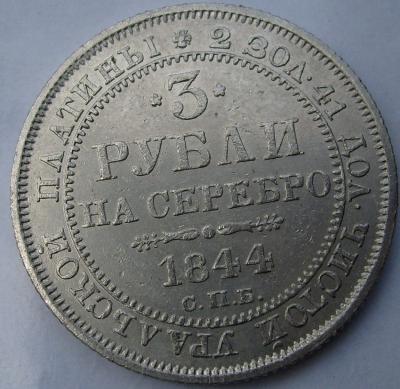 * 3 *
РУБЛИ
НА СЕРЕБРО
1844
С.П.Б.
* 2 ЗОЛ. 41 ДОЛ. ЧИСТОЙ УРАЛЬСКОЙ ПЛАТИНЫ